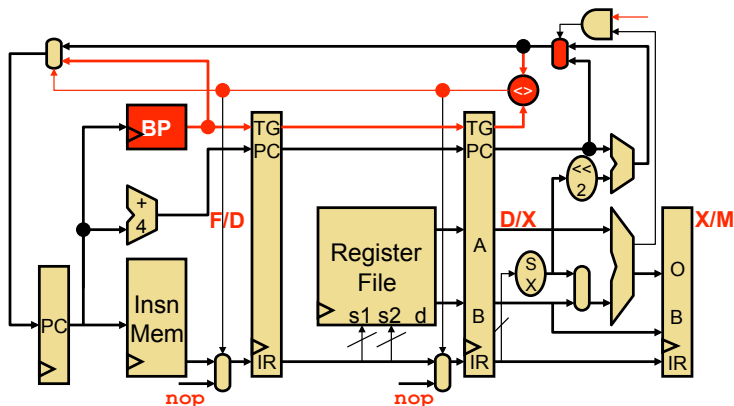 <>
BP
TG
TG
PC
PC
<<
2
+
4
F/D
D/X
X/M
Register
File
A
S
X
O
Insn
Mem
PC
s1 s2 d
B
B
IR
IR
IR
nop
nop